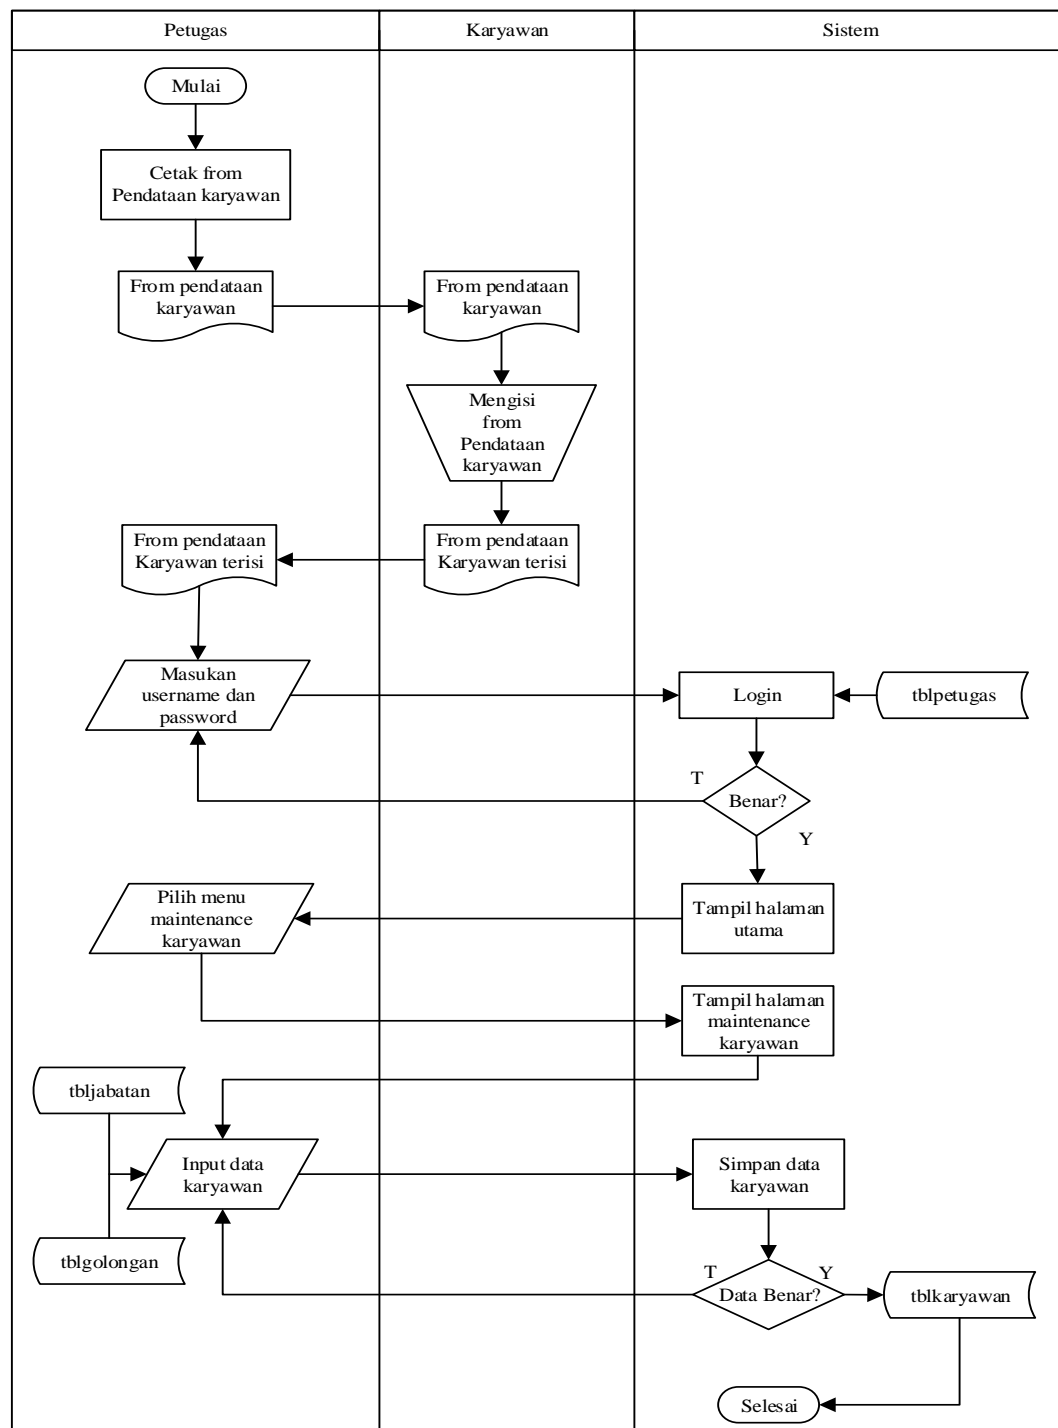 Petugas
Karyawan
Sistem
Mulai
Cetak from
Pendataan karyawan
From pendataan
karyawan
From pendataan
karyawan
Mengisi
from
Pendataan
karyawan
From pendataan
Karyawan terisi
From pendataan
Karyawan terisi
Masukan
username dan
password
Login
tblpetugas
T
Benar?
Y
Pilih menu
maintenance
karyawan
Tampil halaman
utama
Tampil halaman
maintenance
karyawan
tbljabatan
Input data
karyawan
Simpan data
karyawan
tblgolongan
T
Y
Data Benar?
tblkaryawan
Selesai